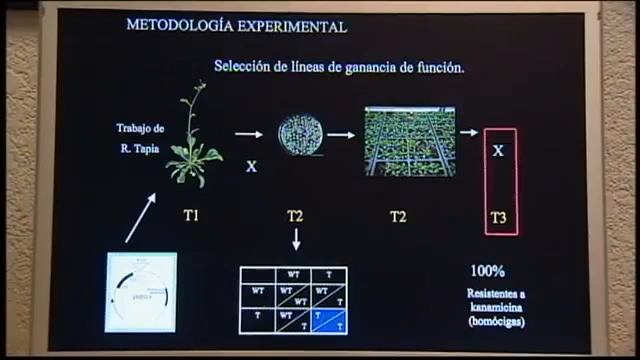 METODOLOGÍA EXPERIMENTAL
Selección de líneas de ganancia de función.
Trabajo de
R. Tapia
X
X
T1
T2
T2
T3
WT
T
WT
WT
WT
WT
T
T
WT
T
T
T
100%
Resistentes a
kanamicina
(homócigas)